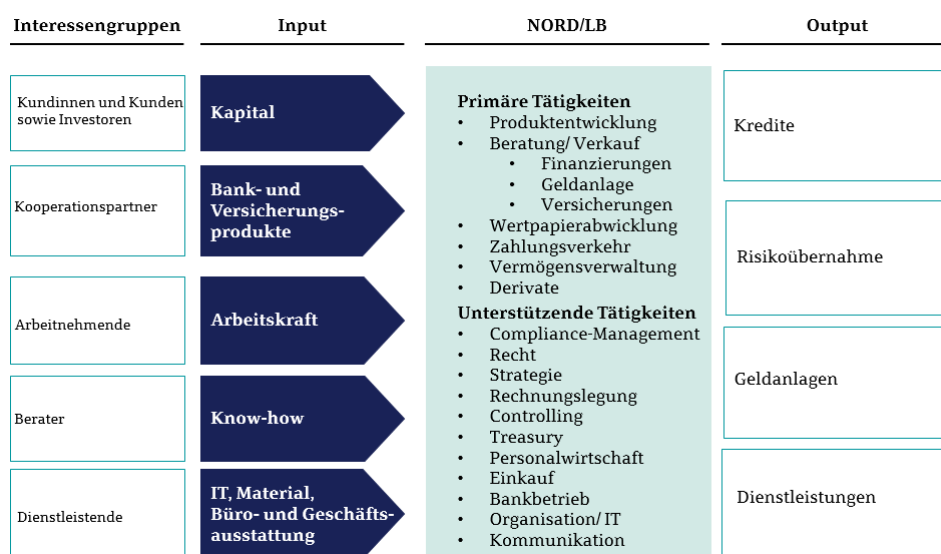 Interessengruppen
Input
NORD/LB
Output
Kundinnen und Kunden
sowie Investoren
Kapital
Kooperationspartner
Bank- und
Versicherungs-
produkte
Arbeitnehmende
Arbeitskraft
Berater
Know-how
Dienstleistende
IT, Material,
Büro- und Geschäfts-
ausstattung
Primäre Tätigkeiten
• Produktentwicklung
• Beratung/ Verkauf
• Finanzierungen
• Geldanlage
• Versicherungen
• Wertpapierabwicklung
• Zahlungsverkehr
• Vermögensverwaltung
• Derivate
Unterstützende Tätigkeiten
• Compliance-Management
• Recht
• Strategie
• Rechnungslegung
• Controlling
• Treasury
• Personalwirtschaft
• Einkauf
• Bankbetrieb
• Organisation/ IT
• Kommunikation
Kredite
Risikoübernahme
Geldanlagen
Dienstleistungen